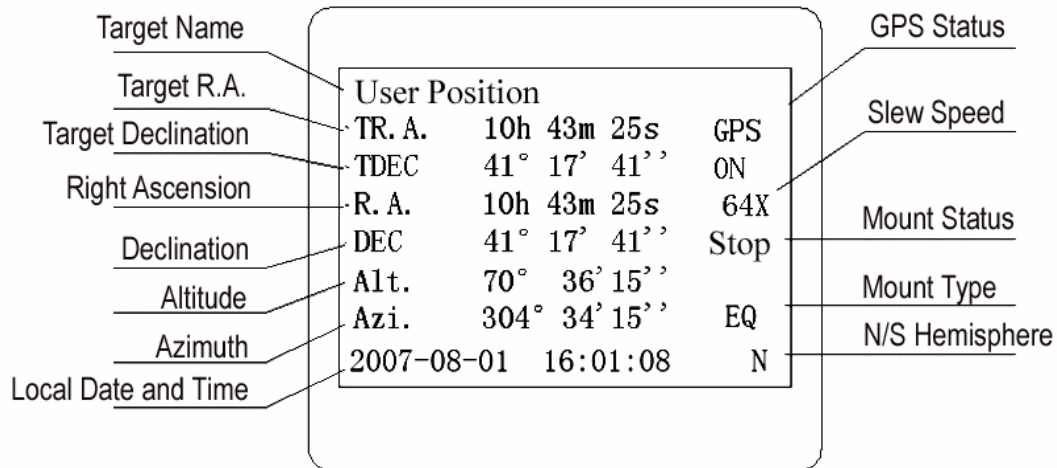 Target Name
GPS Status
Target R.A.
Target Declination
Slew Speed
Right Ascension
Declination
Mount Status
Altitude
Mount Type
Azimuth
N/S Hemisphere
Local Date and Time
User Position
TR.A. 10h 43m 25s GPS
TDEC 41° 17’ 41’’ ON
R.A. 10h 43m 25s 64X
DEC 41° 17’ 41’’ Stop
Alt. 70° 36’ 15’’
Azi. 304° 34’ 15’’ EQ
2007-08-01 16:01:08 N